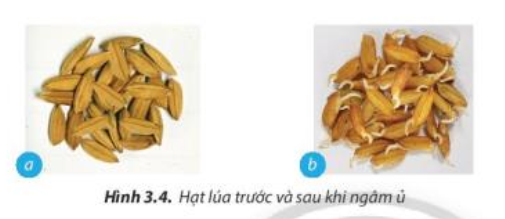 a
b
Hình 3.4. Hạt lúa trước và sau khi ngâm ủ